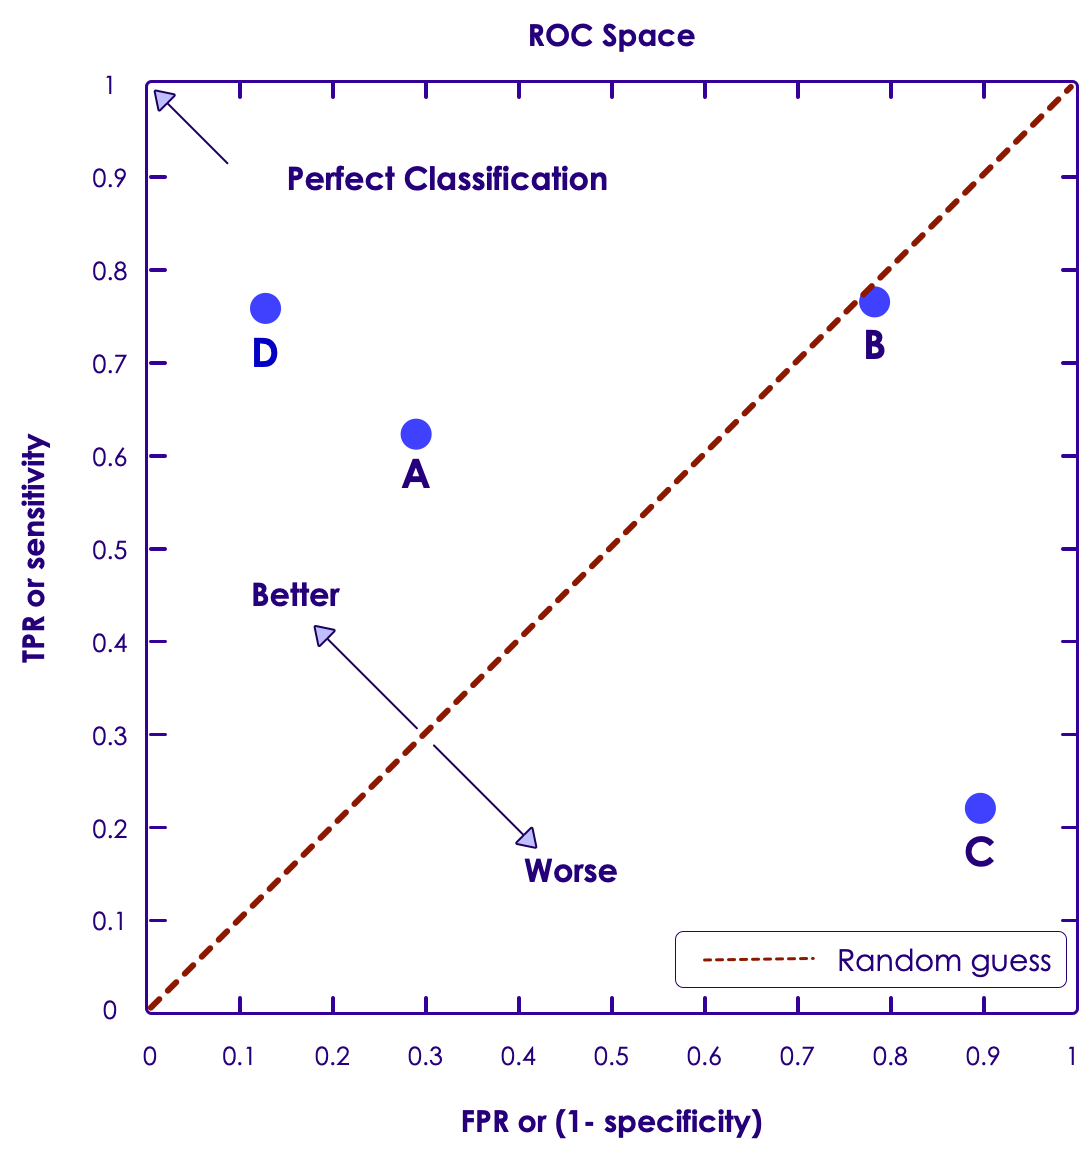 ROC Space
1
0.9
0.8
0.7
0.6
0.5
0.4
0.3
0.2
0.1
0
TPR or sensitivity
Perfect Classification
D
B
A
Better
Worse
C
Random guess
0 0.1 0.2 0.3 0.4 0.5 0.6 0.7 0.8 0.9 1
FPR or (1- specificity)